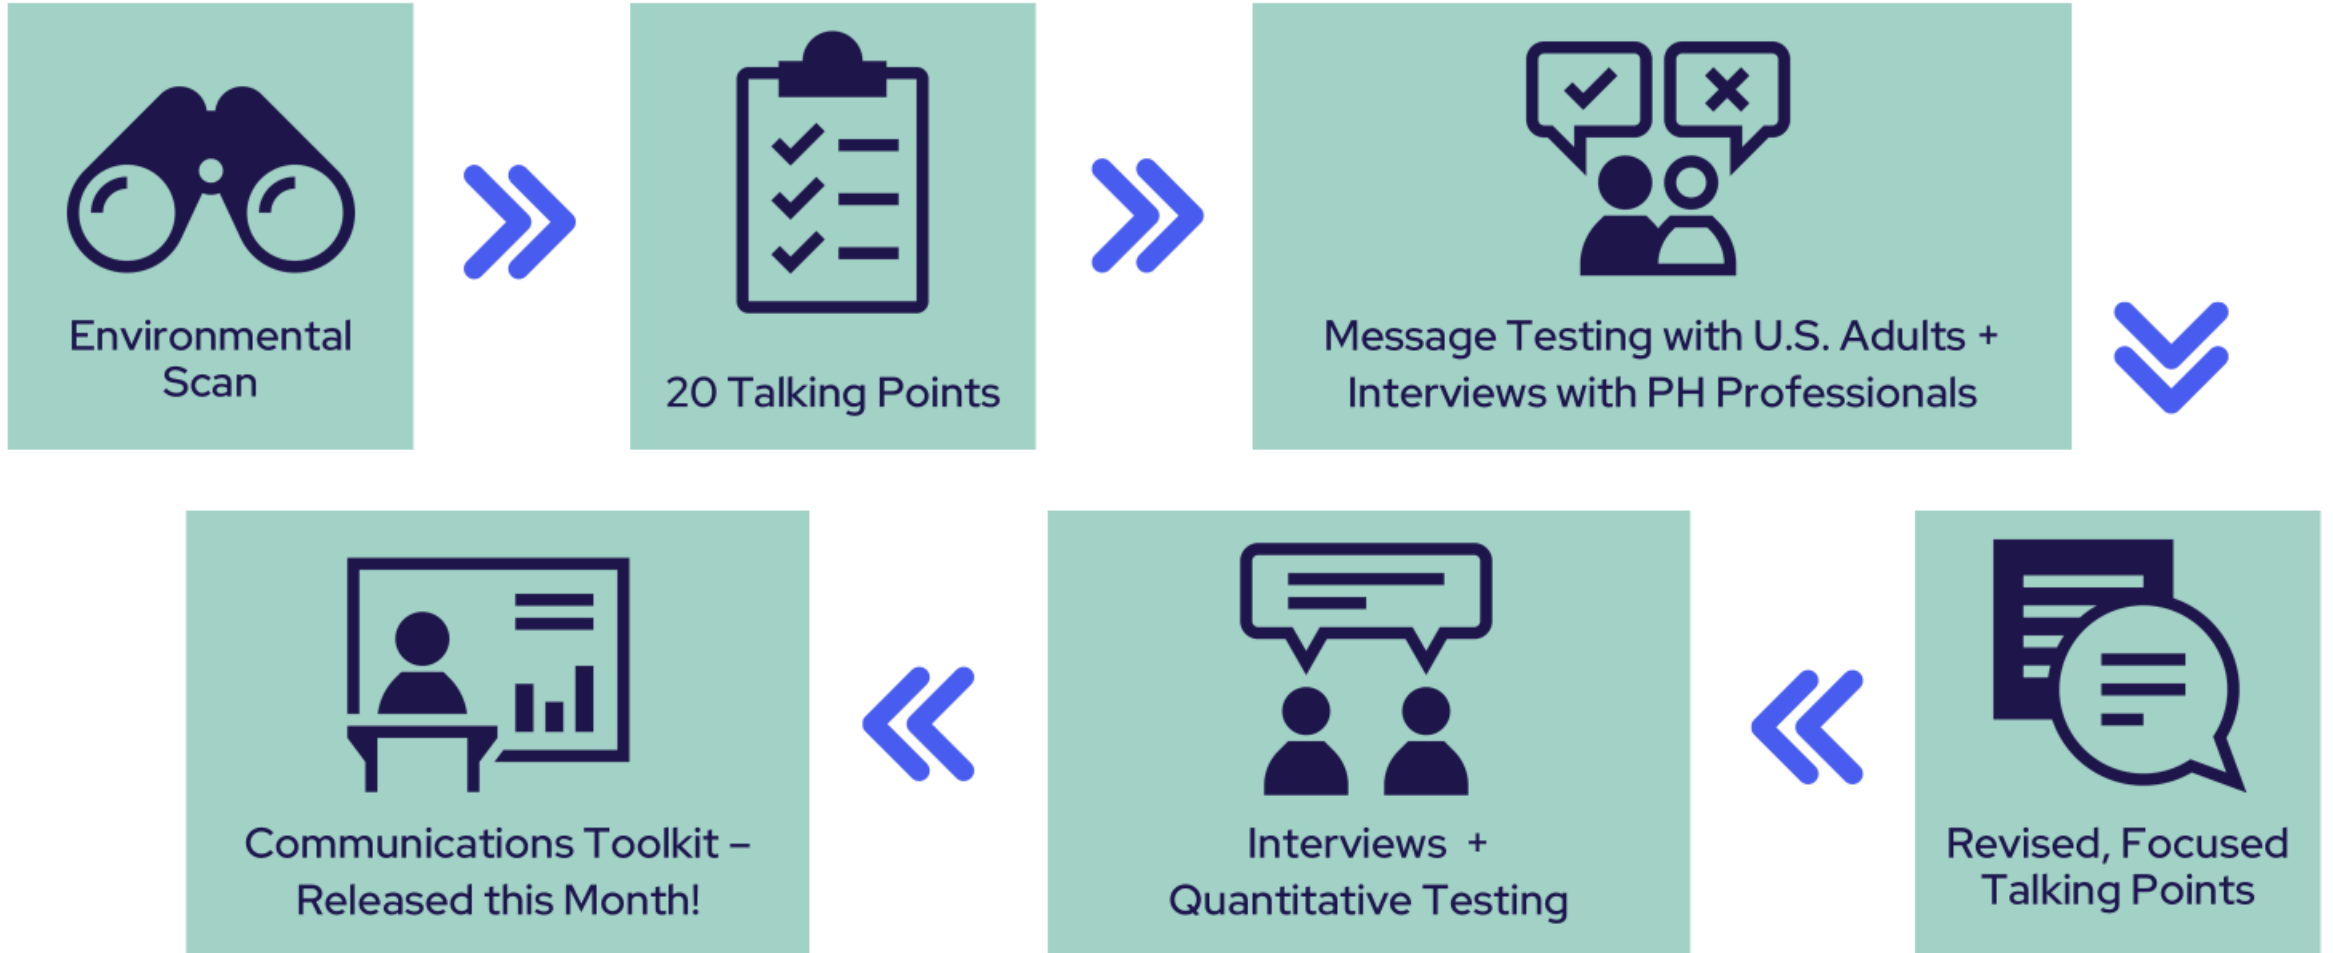 Environmental
Scan
20 Talking Points
Message Testing with U.S. Adults +
Interviews with PH Professionals
Revised, Focused
Talking Points
Interviews +
Quantitative Testing
Communications Toolkit –
Released this Month!